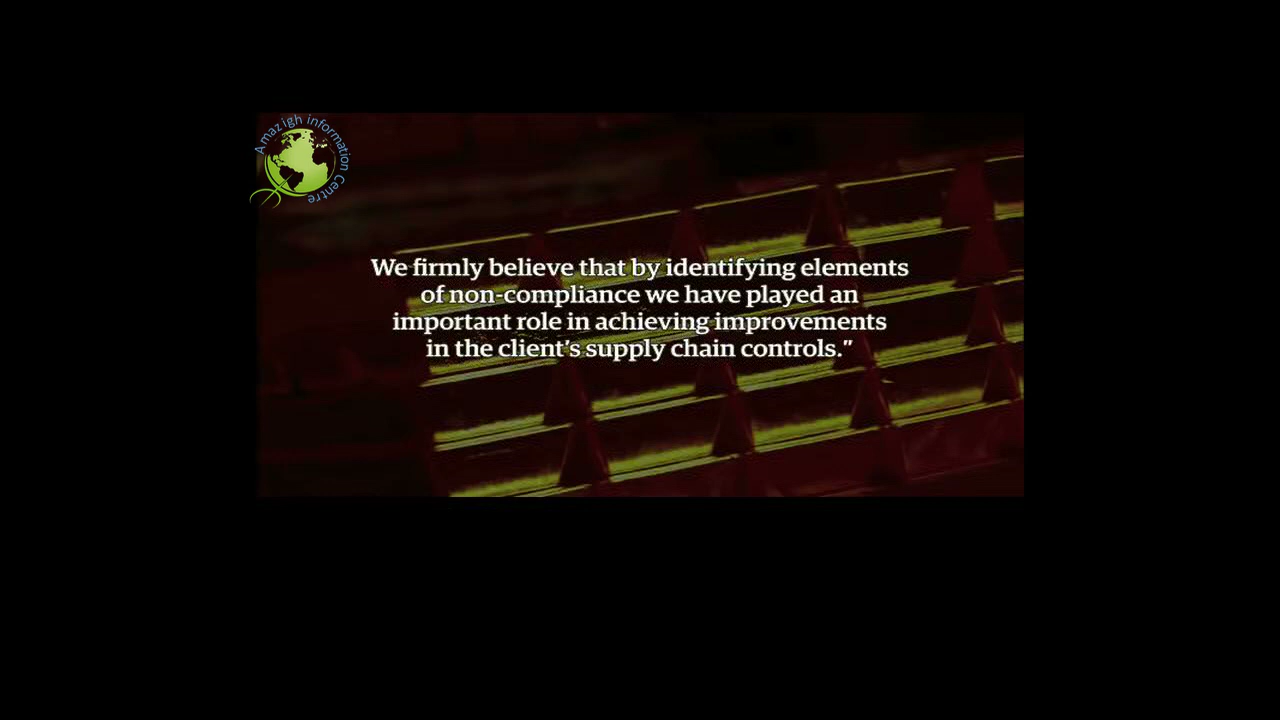 Amazigh information Centre
We firmly believe that by identifying elements
of non-compliance we have played an
important role in achieving improvements
in the client’s supply chain controls.”